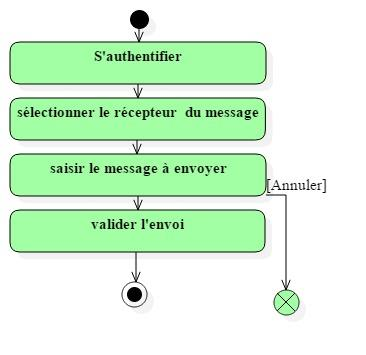 S'authentifier
sélectionner le récepteur du message
saisir le message à envoyer
[Annuler]
valider l'envoi